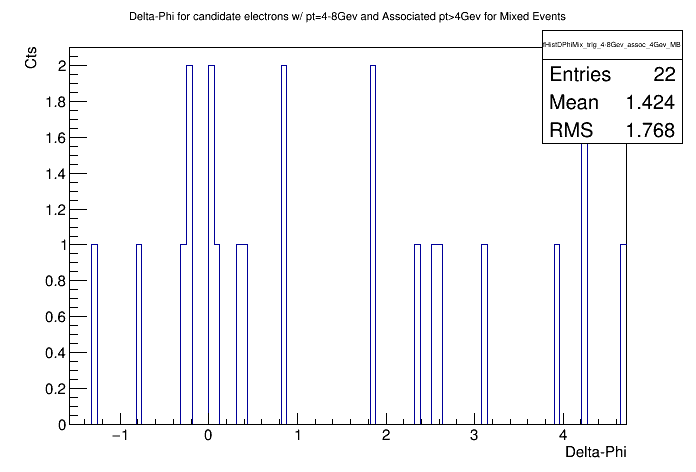 Delta-Phi for candidate electrons w/ pt=4-8Gev and Associated pt>4Gev for Mixed Events
fHistDPhiMix_trig_4-8Gev_assoc_4Gev_MB
Entries 22
Mean 1.424
RMS 1.768
Cts
2
1.8
1.6
1.4
1.2
1
0.8
0.6
0.4
0.2
0
−1 0 1 2 3 4
Delta-Phi